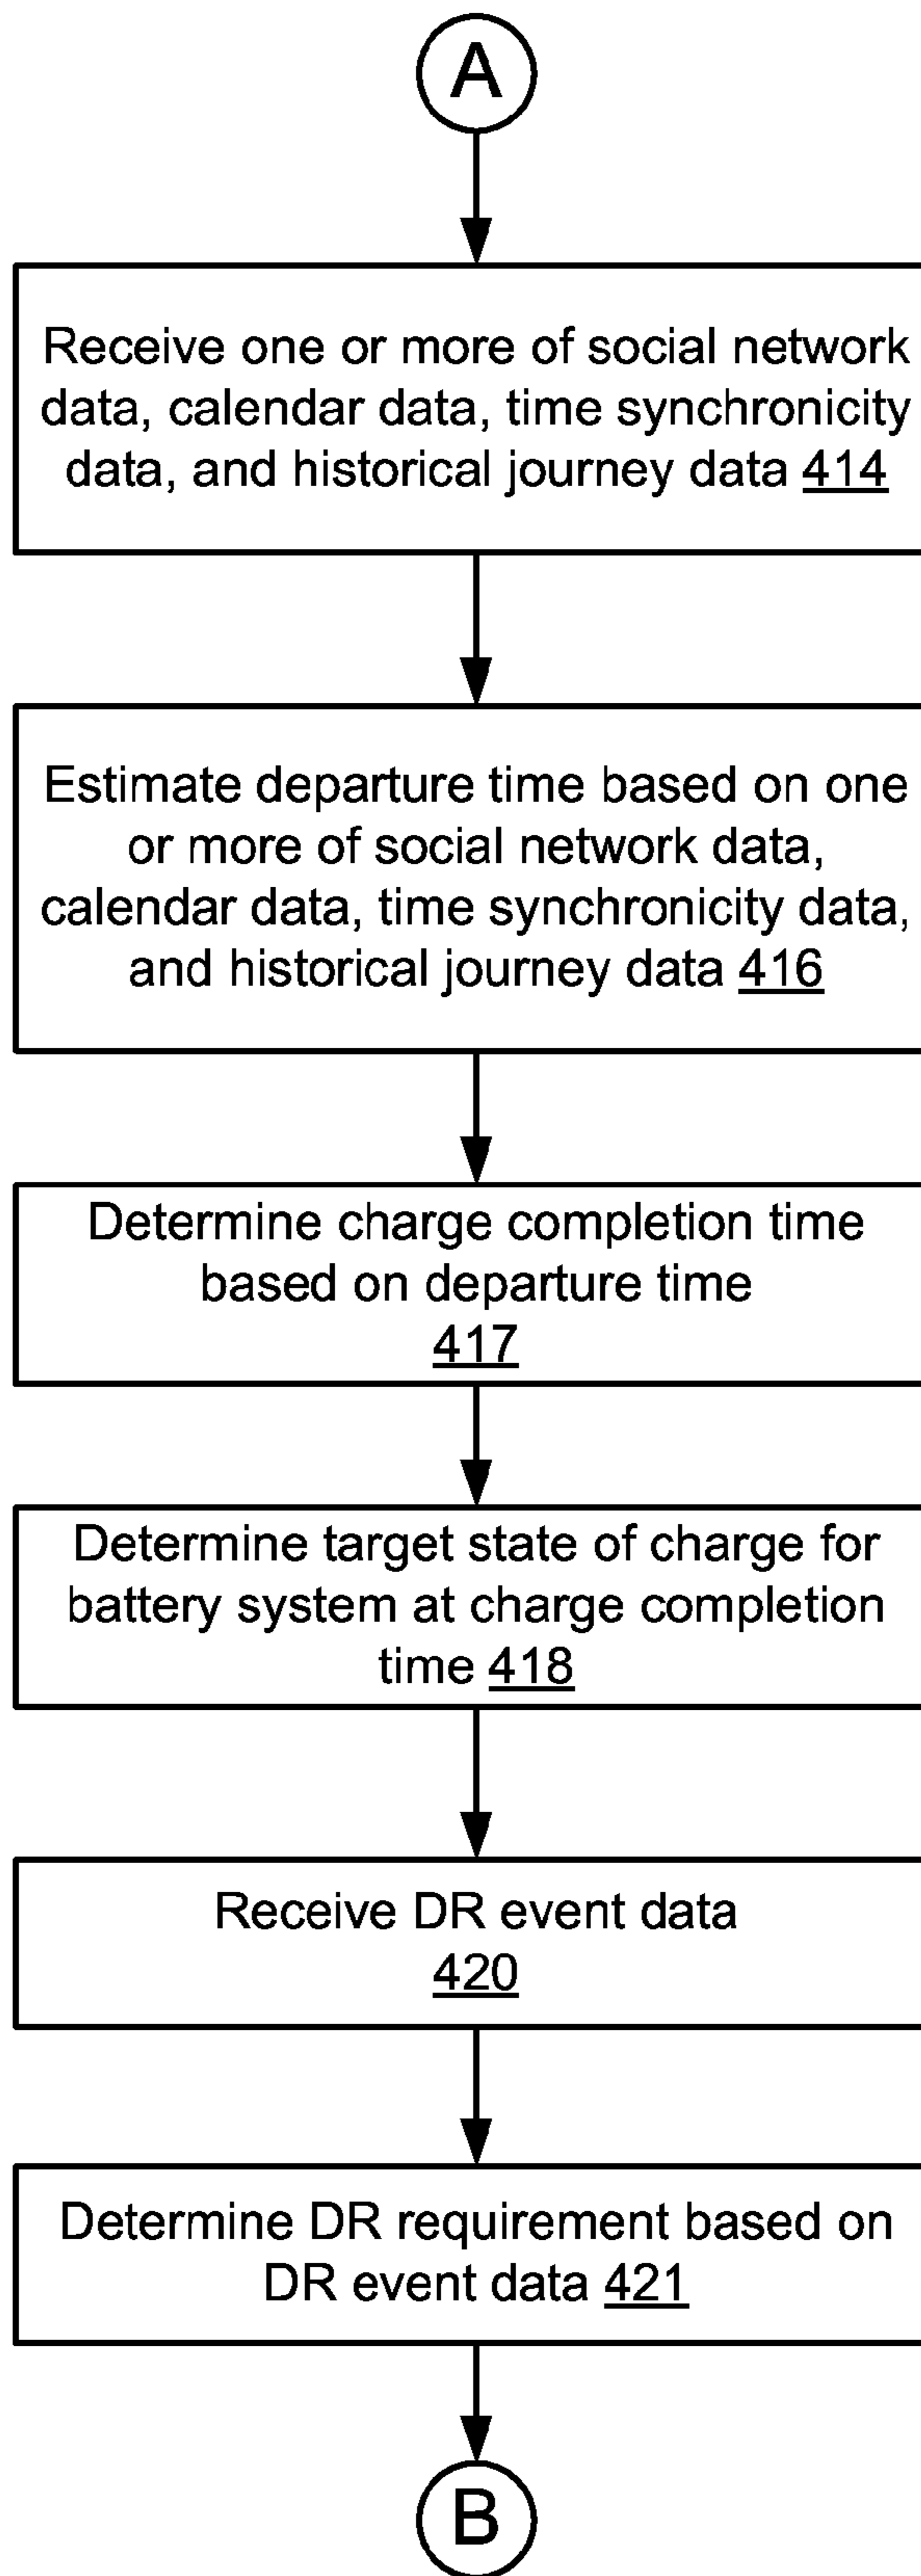 A
Receive one or more of social network
data, calendar data, time synchronicity
data, and historical journey data 414
Estimate departure time based on one
or more of social network data,
calendar data, time synchronicity data,
and historical journey data 416
Determine charge completion time
based on departure time
417
Determine target state of charge for
battery system at charge completion
time 418
Receive DR event data
420
Determine DR requirement based on
DR event data 421
B